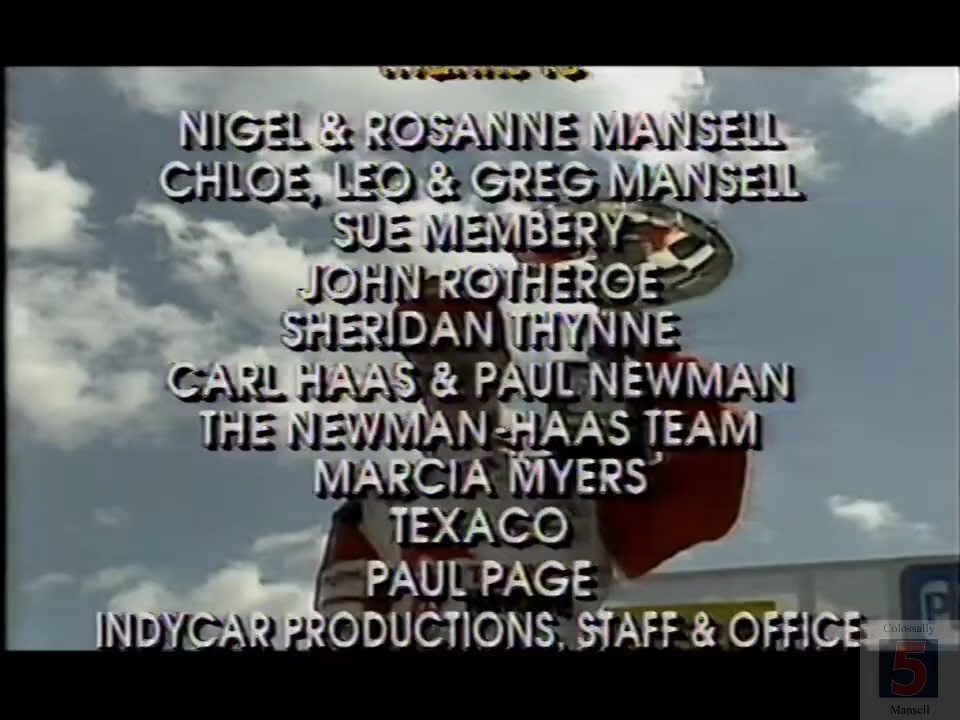 NIGEL & ROSANNE MANSELL
CHLOE, LEO & GREG MANSELL
SUE MEMBERY
JOHN ROTHEROE
SHERIDAN THYNNE
CARL HAAS & PAUL NEWMAN
THE NEWMAN-HAAS TEAM
MARCIA MYERS
TEXACO
PAUL PAGE
INDYCAR PRODUCTIONS, STAFF & OFFICE
Colossally
5
Mansell